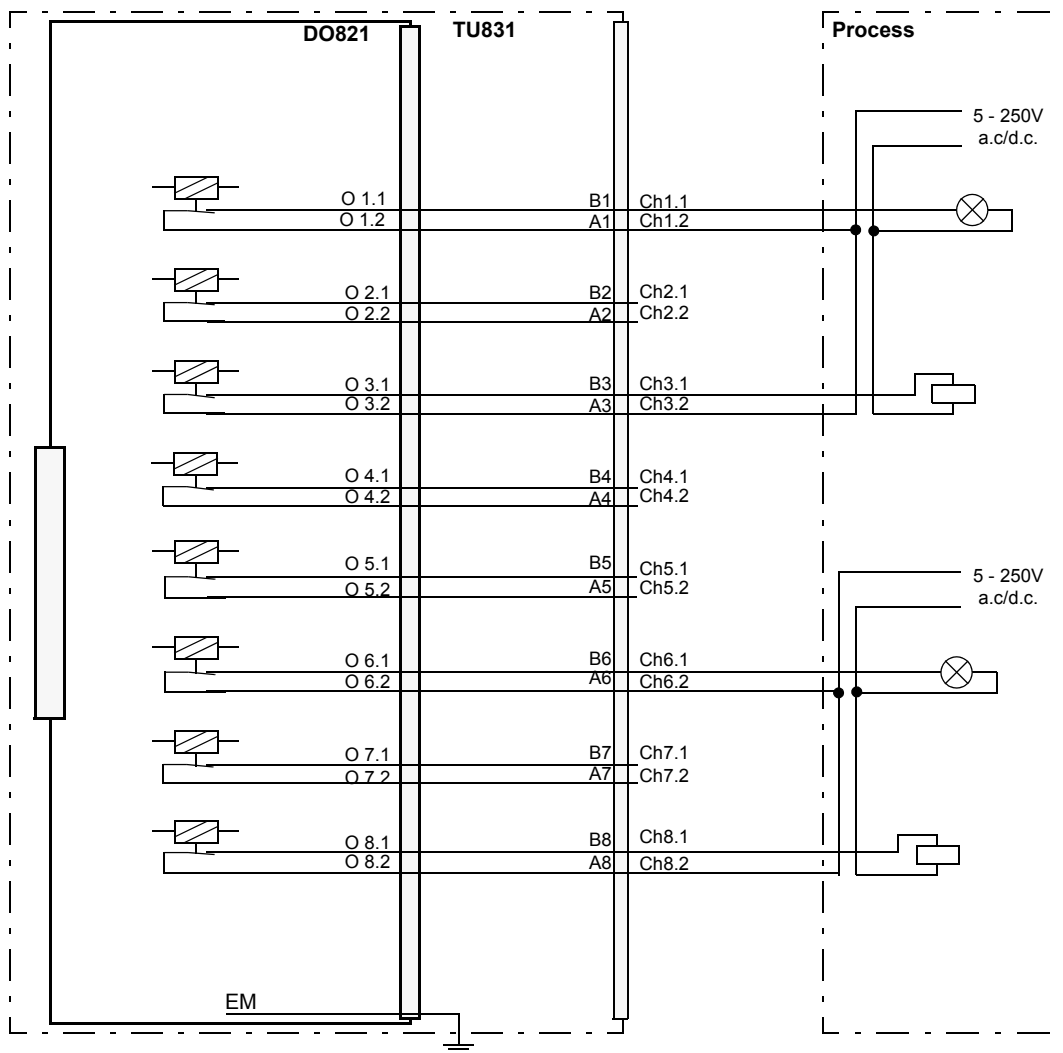 DO821
TU831
Process
5 - 250V
a.c/d.c.
O 1.1
B1
Ch1.1
O 1.2
A1
Ch1.2
O 2.1
B2
Ch2.1
O 2.2
A2
Ch2.2
O 3.1
B3
Ch3.1
O 3.2
A3
Ch3.2
O 4.1
B4
Ch4.1
O 4.2
A4
Ch4.2
O 5.1
B5
Ch5.1
5 - 250V
O 5.2
A5
Ch5.2
a.c/d.c.
O 6.1
B6
Ch6.1
O 6.2
A6
Ch6.2
O 7.1
B7
Ch7.1
O 7.2
A7
Ch7.2
O 8.1
B8
Ch8.1
O 8.2
A8
Ch8.2
EM